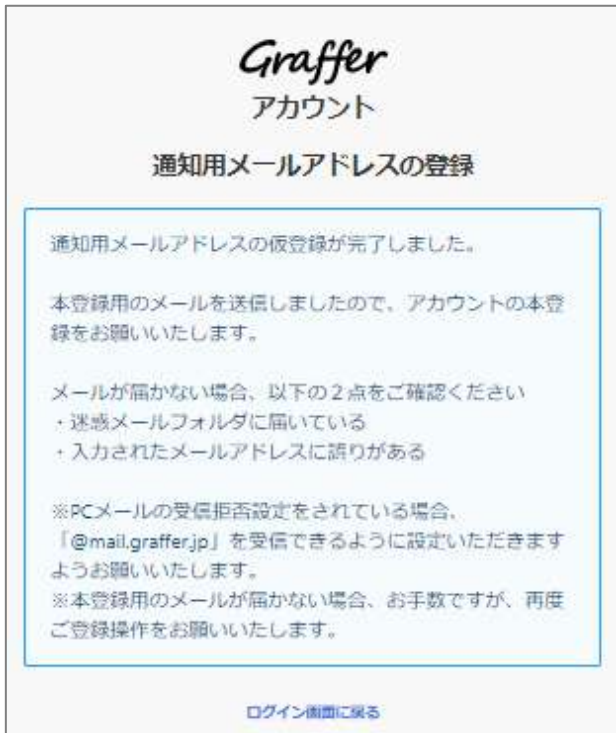 Graffer
アカウント
通知用メールアドレスの登録
通知用メールアドレスの仮登録が完了しました。
本登録用のメールを送信しましたので、アカウントの本登
録をお願いいたします。
メールが届かない場合、以下の２点をご確認ください
・迷惑メールフォルダに届いている
・入力されたメールアドレスに誤りがある
※PCメールの受信拒否設定をされている場合、
「@mail.graffer.jp」を受信できるように設定いただきます
ようお願いいたします。
※本登録用のメールが届かない場合、お手数ですが、再度
ご登録操作をお願いいたします。
ログイン画面に戻る